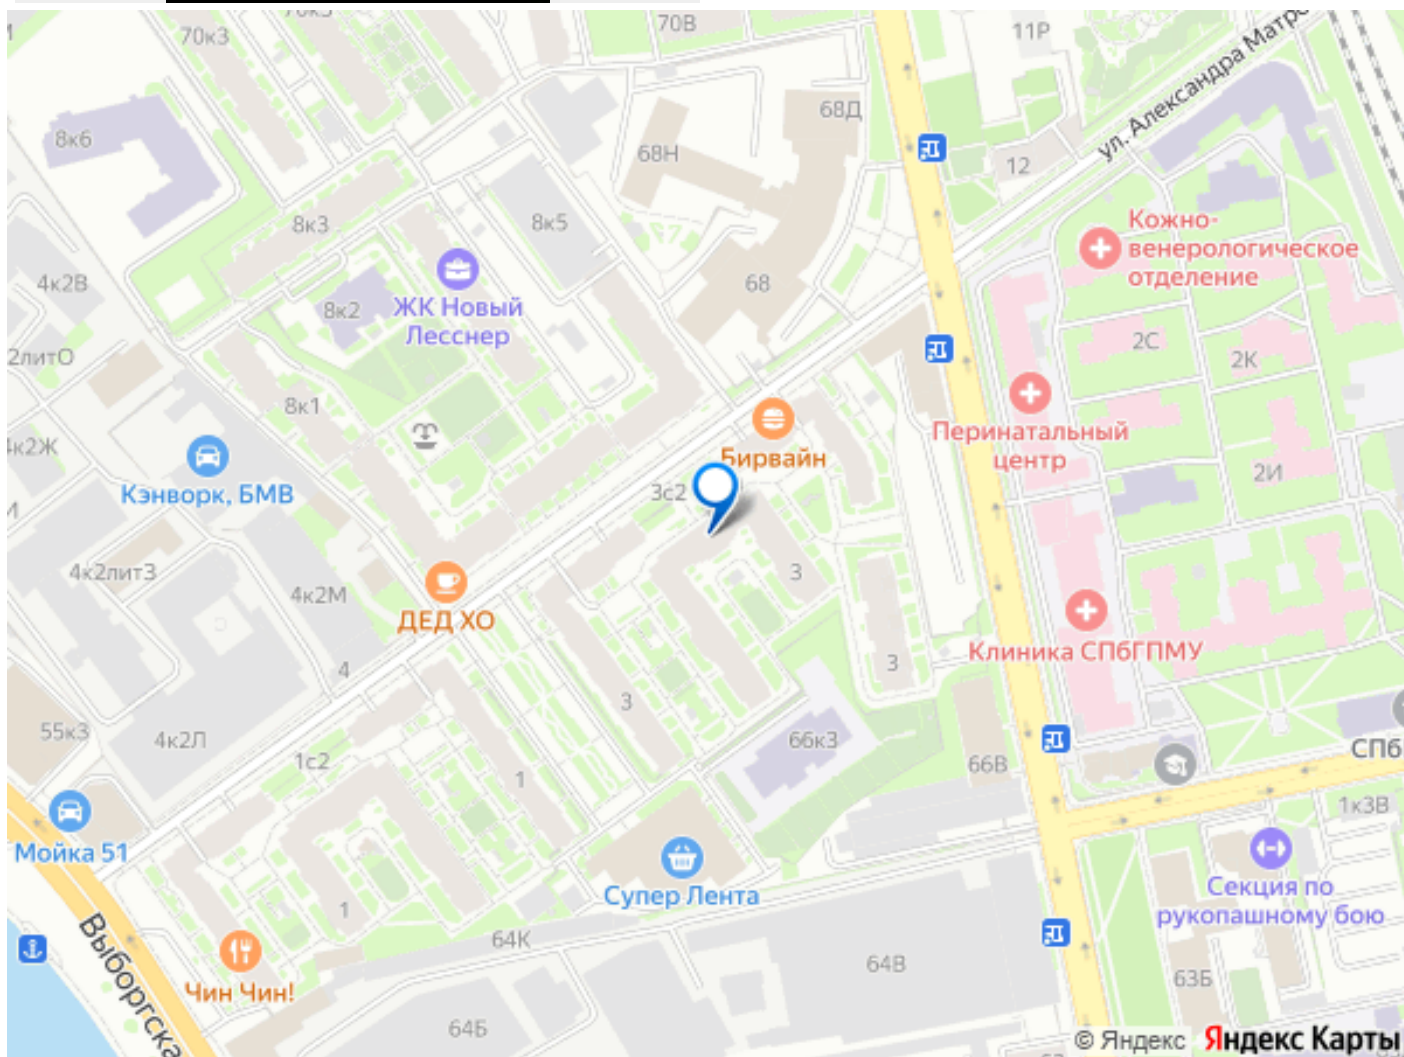 70к3
70к3
70В
11Р
ул. Александра Матро
68Д
8к6
68Н
12
8к3
8к5
Кожно-
венерологическое
отделение
4к2В
68
8к2
ЖК Новый
Лесснер
2литО
2С
2К
8к1
Перинатальный
центр
4к2Ж
Бирвайн
2И
Кэнворк, БМВ
3с2
4к2лит3
3
4к2М
ДЕД ХО
Клиника СПбГПМУ
4
3
3
55к3
4к2Л
66к3
СПб
1с2
1
66В
1к3В
Мойка 51
Супер Лента
Секция по
рукопашному бою
1
Выборгска
64К
64В
63Б
Чин Чин!
64Б
© Яндекс Яндекс Карты